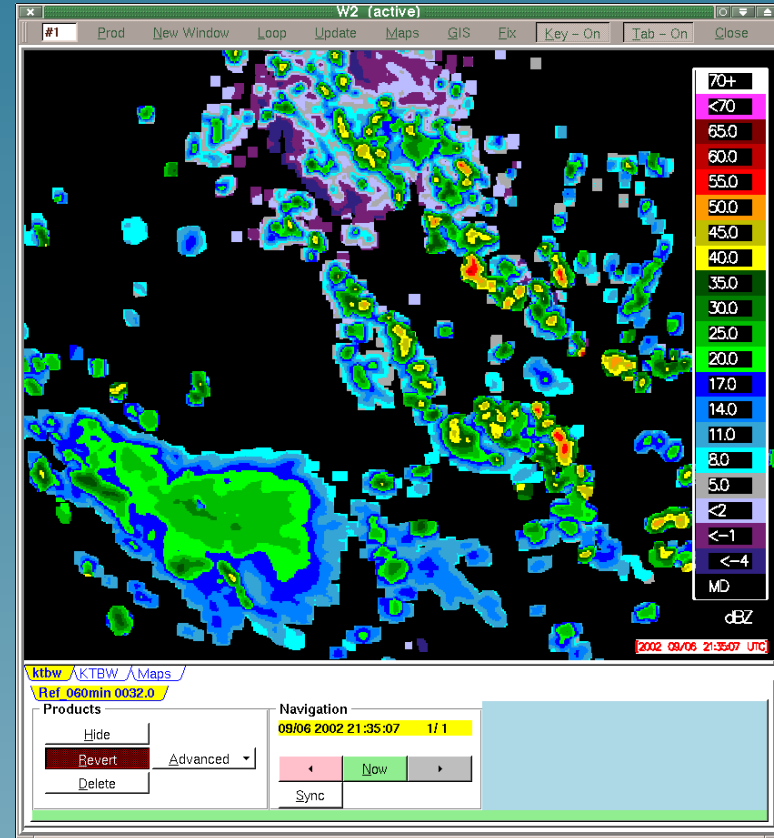 W2 (active)
#1 Prod New Window Loop Update Maps GIS Fix Key - On Tab - On Close
70+
<70
65.0
60.0
55.0
50.0
45.0
40.0
35.0
30.0
25.0
20.0
17.0
14.0
11.0
8.0
5.0
<2
<-1
<-4
MD
dBZ
[2002 09/06 21:35:07 UTC]
ktbw KTBW Maps
Ref_060min 0032.0
Products
Hide
Revert Advanced
Delete
Navigation
09/06 2002 21:35:07 1/ 1
Now
Sync